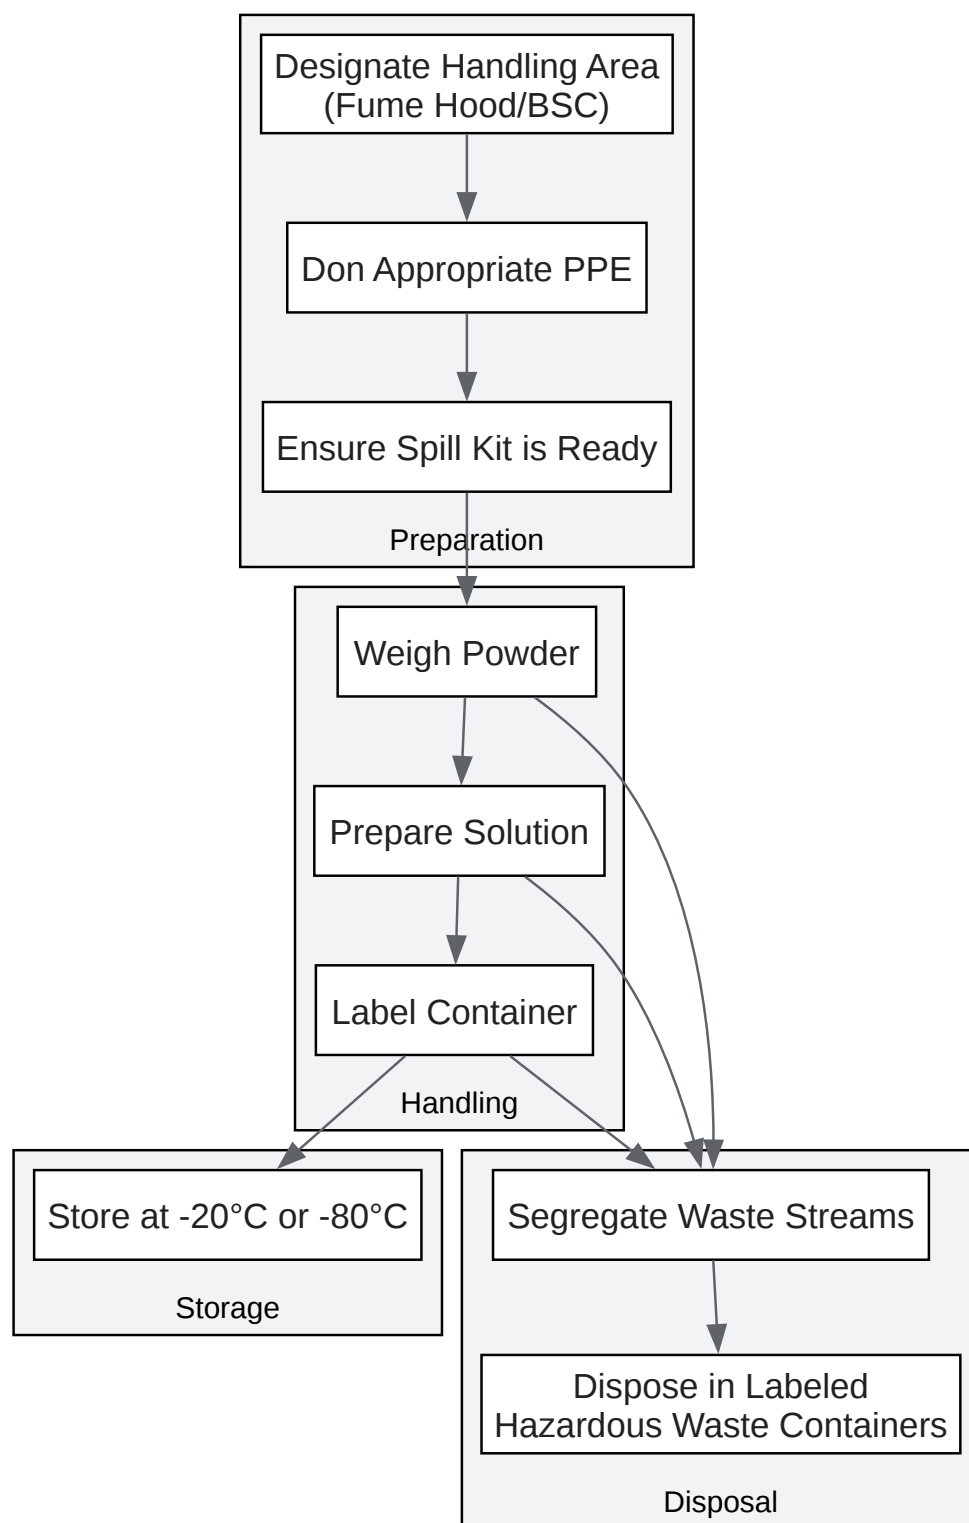 Designate Handling Area
(Fume Hood/BSC)
Don Appropriate PPE
Ensure Spill Kit is Ready
Preparation
Weigh Powder
Prepare Solution
Label Container
Handling
Store at -20°C or -80°C
Storage
Segregate Waste Streams
Dispose in Labeled
Hazardous Waste Containers
Disposal